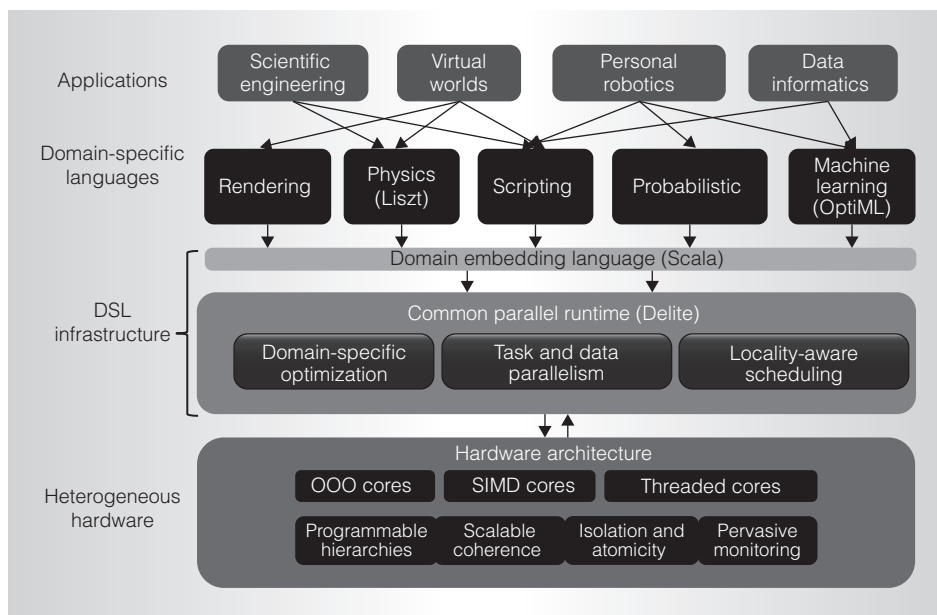 Applications
Scientific
engineering
Virtual
worlds
Personal
robotics
Data
informatics
Domain-specific
languages
Rendering
Physics
(Liszt)
Scripting
Probabilistic
Machine
learning
(OptiML)
DSL
infrastructure
Domain embedding language (Scala)
Common parallel runtime (Delite)
Domain-specific
optimization
Task and data
parallelism
Locality-aware
scheduling
Heterogeneous
hardware
Hardware architecture
OOO cores
SIMD cores
Threaded cores
Programmable
hierarchies
Scalable
coherence
Isolation and
atomicity
Pervasive
monitoring